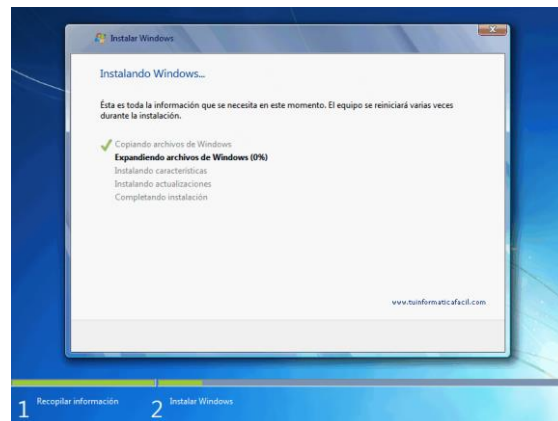 Instalar Windows
Instalando Windows...
Ésta es toda la información que se necesita en este momento. El equipo se reiniciará varias veces
durante la instalación.
Copiando archivos de Windows
Expandiendo archivos de Windows (0%)
Instalando características
Instalando actualizaciones
Completando instalación
www.tuinformaticafacil.com
1 Recopilar información 2 Instalar Windows